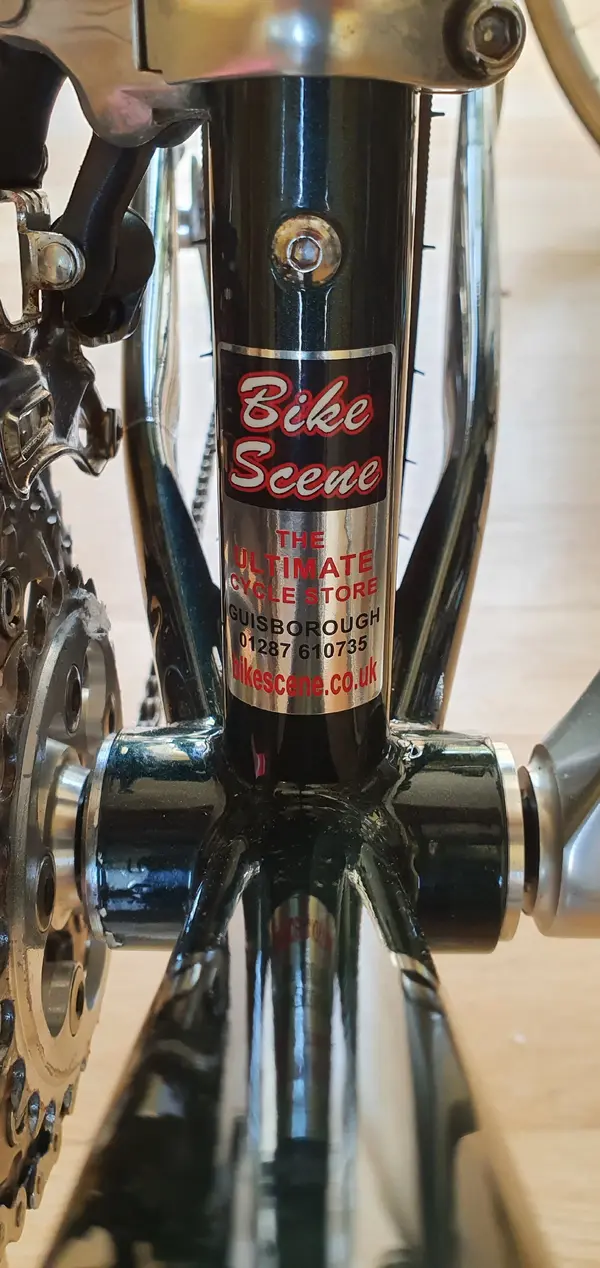 Bike
Scene
THE
ULTIMATE
CYCLE STORE
GUISBOROUGH
01287 610735
bikescene.co.uk